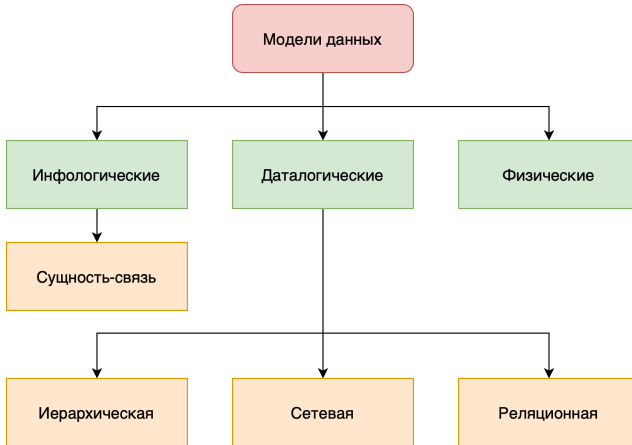 Модели данных
Инфологические
Даталогические
Физические
Сущность-связь
Иерархическая
Сетевая
Реляционная